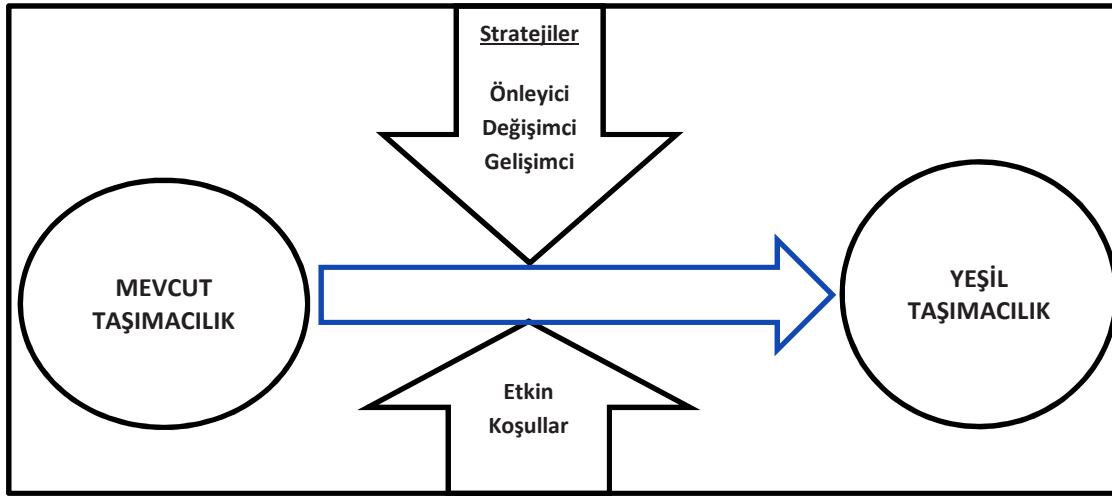 Stratejiler
Önleyici
Değişimci
Gelişimci
MEVCUT
TAŞIMACILIK
YEŞİL
TAŞIMACILIK
Etkin
Koşullar